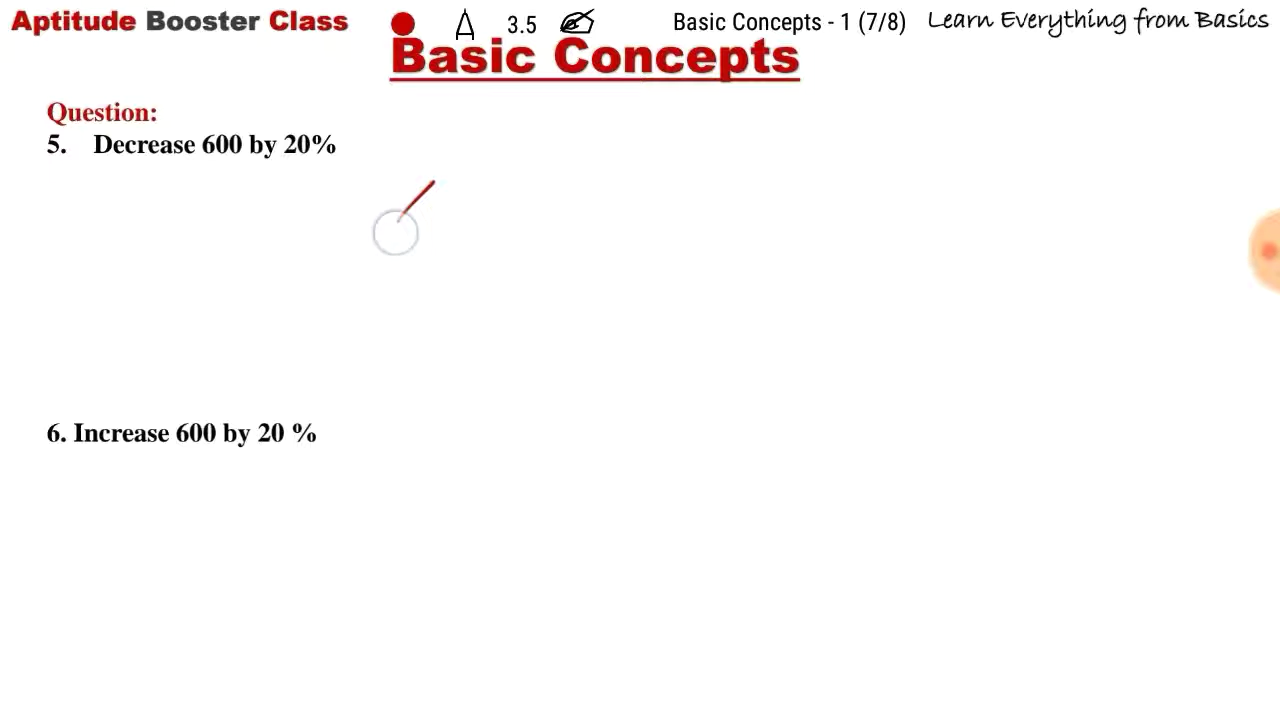 Aptitude Booster Class 3.5 Basic Concepts - 1 (7/8) Learn Everything from Basics
Basic Concepts
Question:
5. Decrease 600 by 20%
6. Increase 600 by 20 %